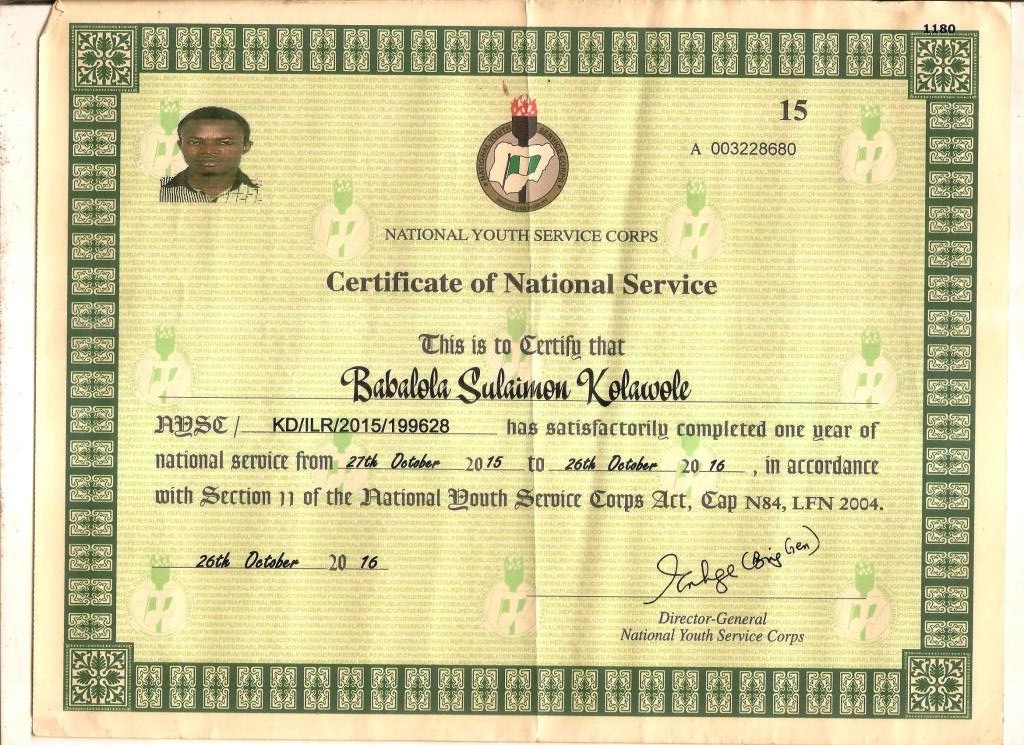 1180
15
A 003228680
NATIONAL YOUTH SERVICE CORPS
Certificate of National Service
This is to Certify that
Babalola Sulaimon Kolawole
NYSC/ KD/ILR/2015/199628 has satisfactorily completed one year of
national service from 27th October 2015 to 26th October 2016, in accordance
with Section 11 of the National Youth Service Corps Act, Cap N84, LFN 2004.
26th October 2016
(Brig Gen)
Director-General
National Youth Service Corps